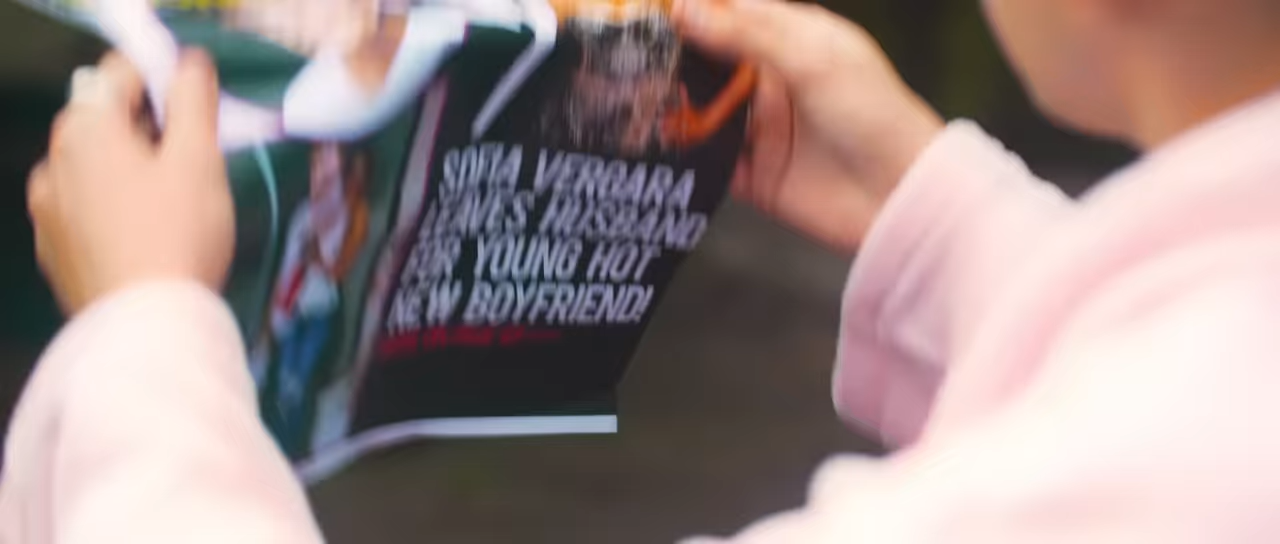 SOFIA VERGARA
LEAVES HUSBAND
FOR YOUNG HOT
NEW BOYFRIEND!